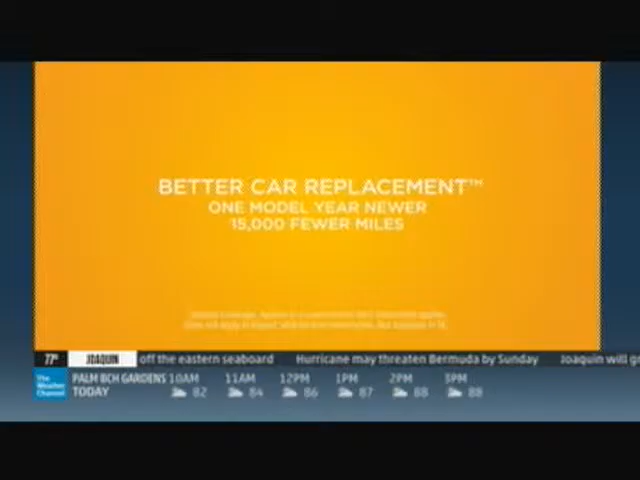 BETTER CAR REPLACEMENT™
ONE MODEL YEAR NEWER
15,000 FEWER MILES
77° JOAQUIN off the eastern seaboard Hurricane may threaten Bermuda by Sunday Joaquin will
The Weather Channel
PALM BCH GARDENS 10AM 11AM 12PM 1PM 2PM 3PM
TODAY 82 84 86 87 88 88